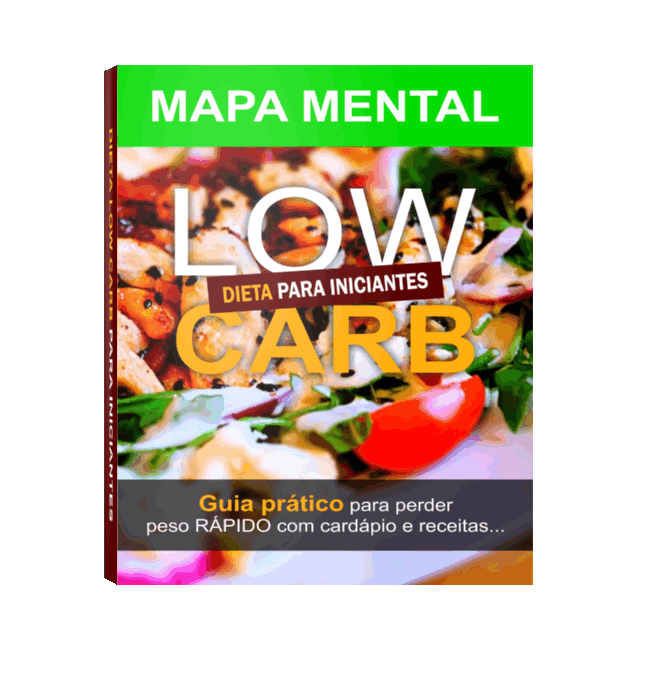 MAPA MENTAL
LOW
DIETA PARA INICIANTES
CARB
Guia prático para perder
peso RÁPIDO com cardápio e receitas...
DIETA LOW CARB PARA INICIANTES